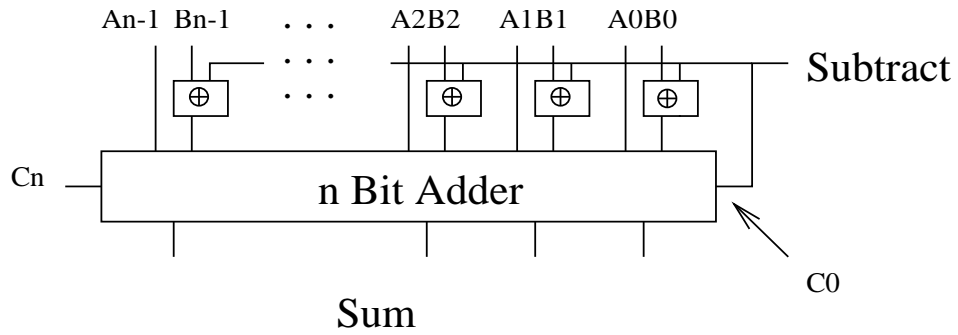 An-1 Bn-1 . . . A2B2 A1B1 A0B0
. . .
Subtract
. . .
⊕ ⊕ ⊕ ⊕
Cn
n Bit Adder
C0
Sum